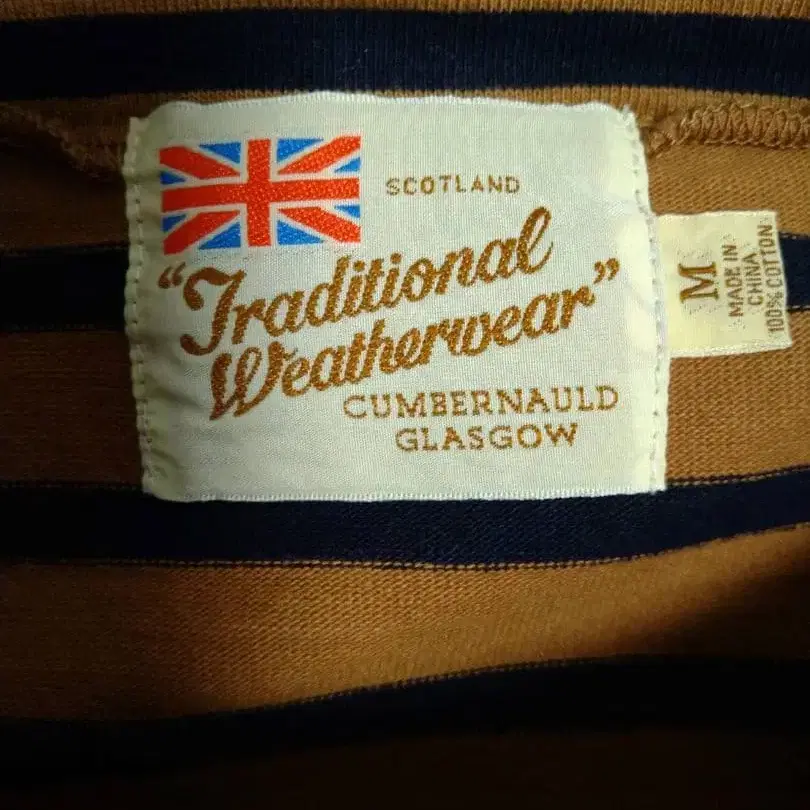 SCOTLAND
"Traditional
Weatherwear"
CUMBERNAULD
GLASGOW
M
MADE IN
CHINA
100% COTTON